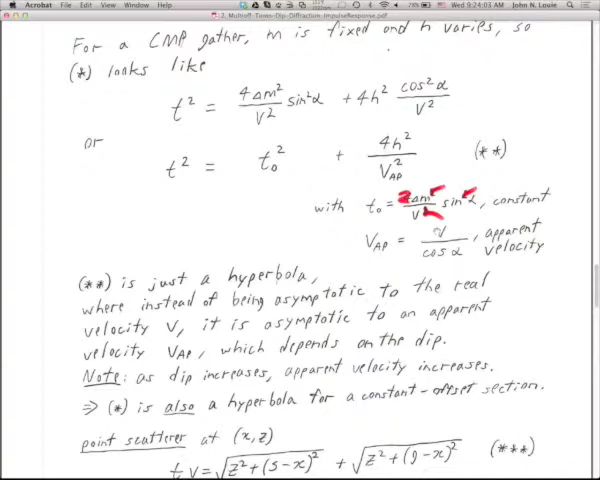 Acrobat File Edit View Window Help 78% Wed 9:24:03 AM John N. Louie
2. Multioff-Times-Dip-Diffraction-ImpulseResponse.pdf
For a CMP gather, m is fixed and h varies, so
(*) looks like
t² = 4Δm²/V² sin²α + 4h² cos²α/V²
or
t² = t₀² + 4h²/V_AP² (**)
with t₀ = 2Δm/V sin α, constant
V_AP = V/cos α, apparent velocity
(**) is just a hyperbola,
where instead of being asymptotic to the real
velocity V, it is asymptotic to an apparent
velocity V_AP, which depends on the dip.
Note: as dip increases, apparent velocity increases.
⇒ (*) is also a hyperbola for a constant-offset section.
point scatterer at (x,z)
t V = √(z²+(s-x)²) + √(z²+(g-x)²) (***)